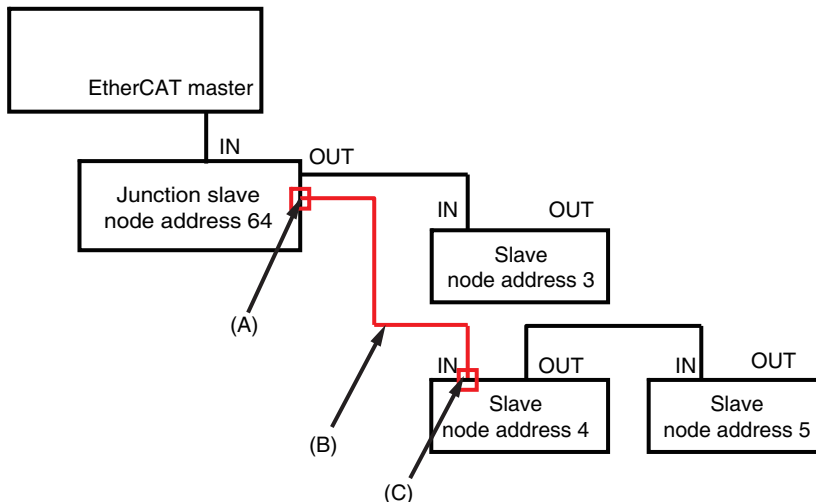 EtherCAT master
IN
OUT
Junction slave
node address 64
IN
OUT
Slave
node address 3
(A)
IN
OUT
IN
OUT
Slave
node address 4
Slave
node address 5
(B)
(C)